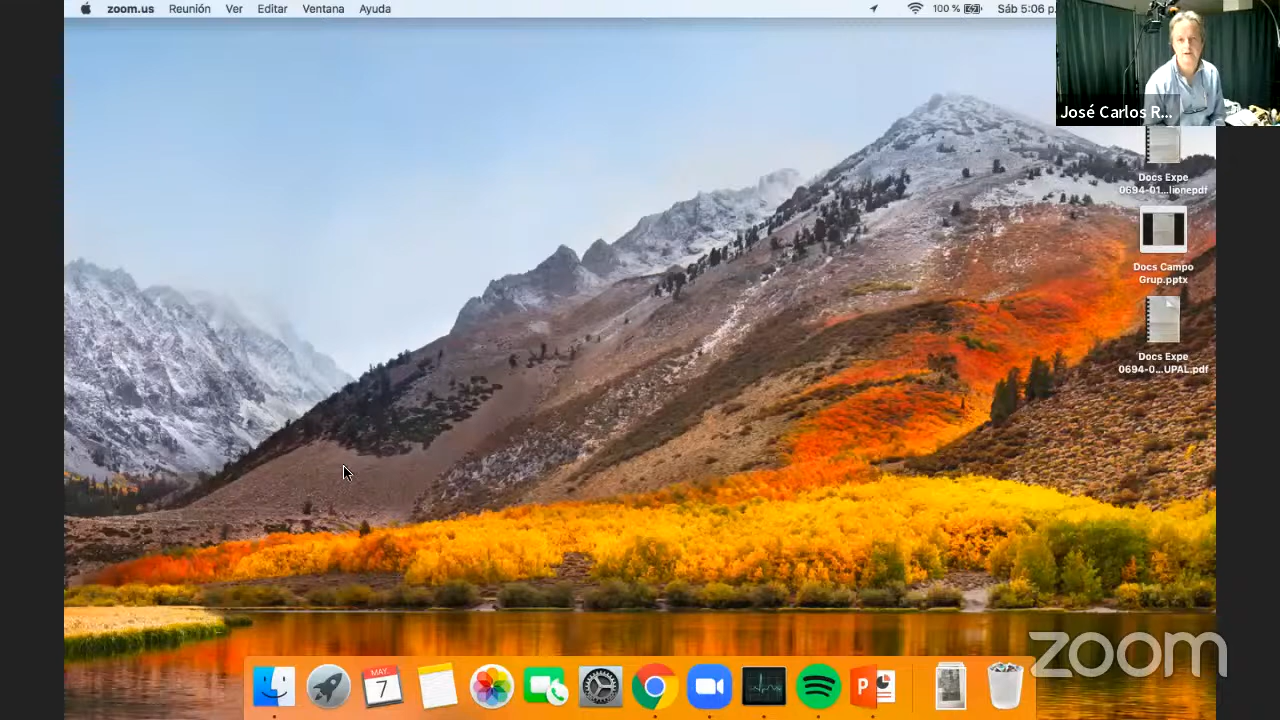 zoom.us Reunión Ver Editar Ventana Ayuda 100 % Sáb 5:06 p
José Carlos R...
Docs Expe
0694-01...lionepdf
Docs Campo
Grup.pptx
Docs Expe
0694-0...UPAL.pdf
MAY.
7
P
zoom